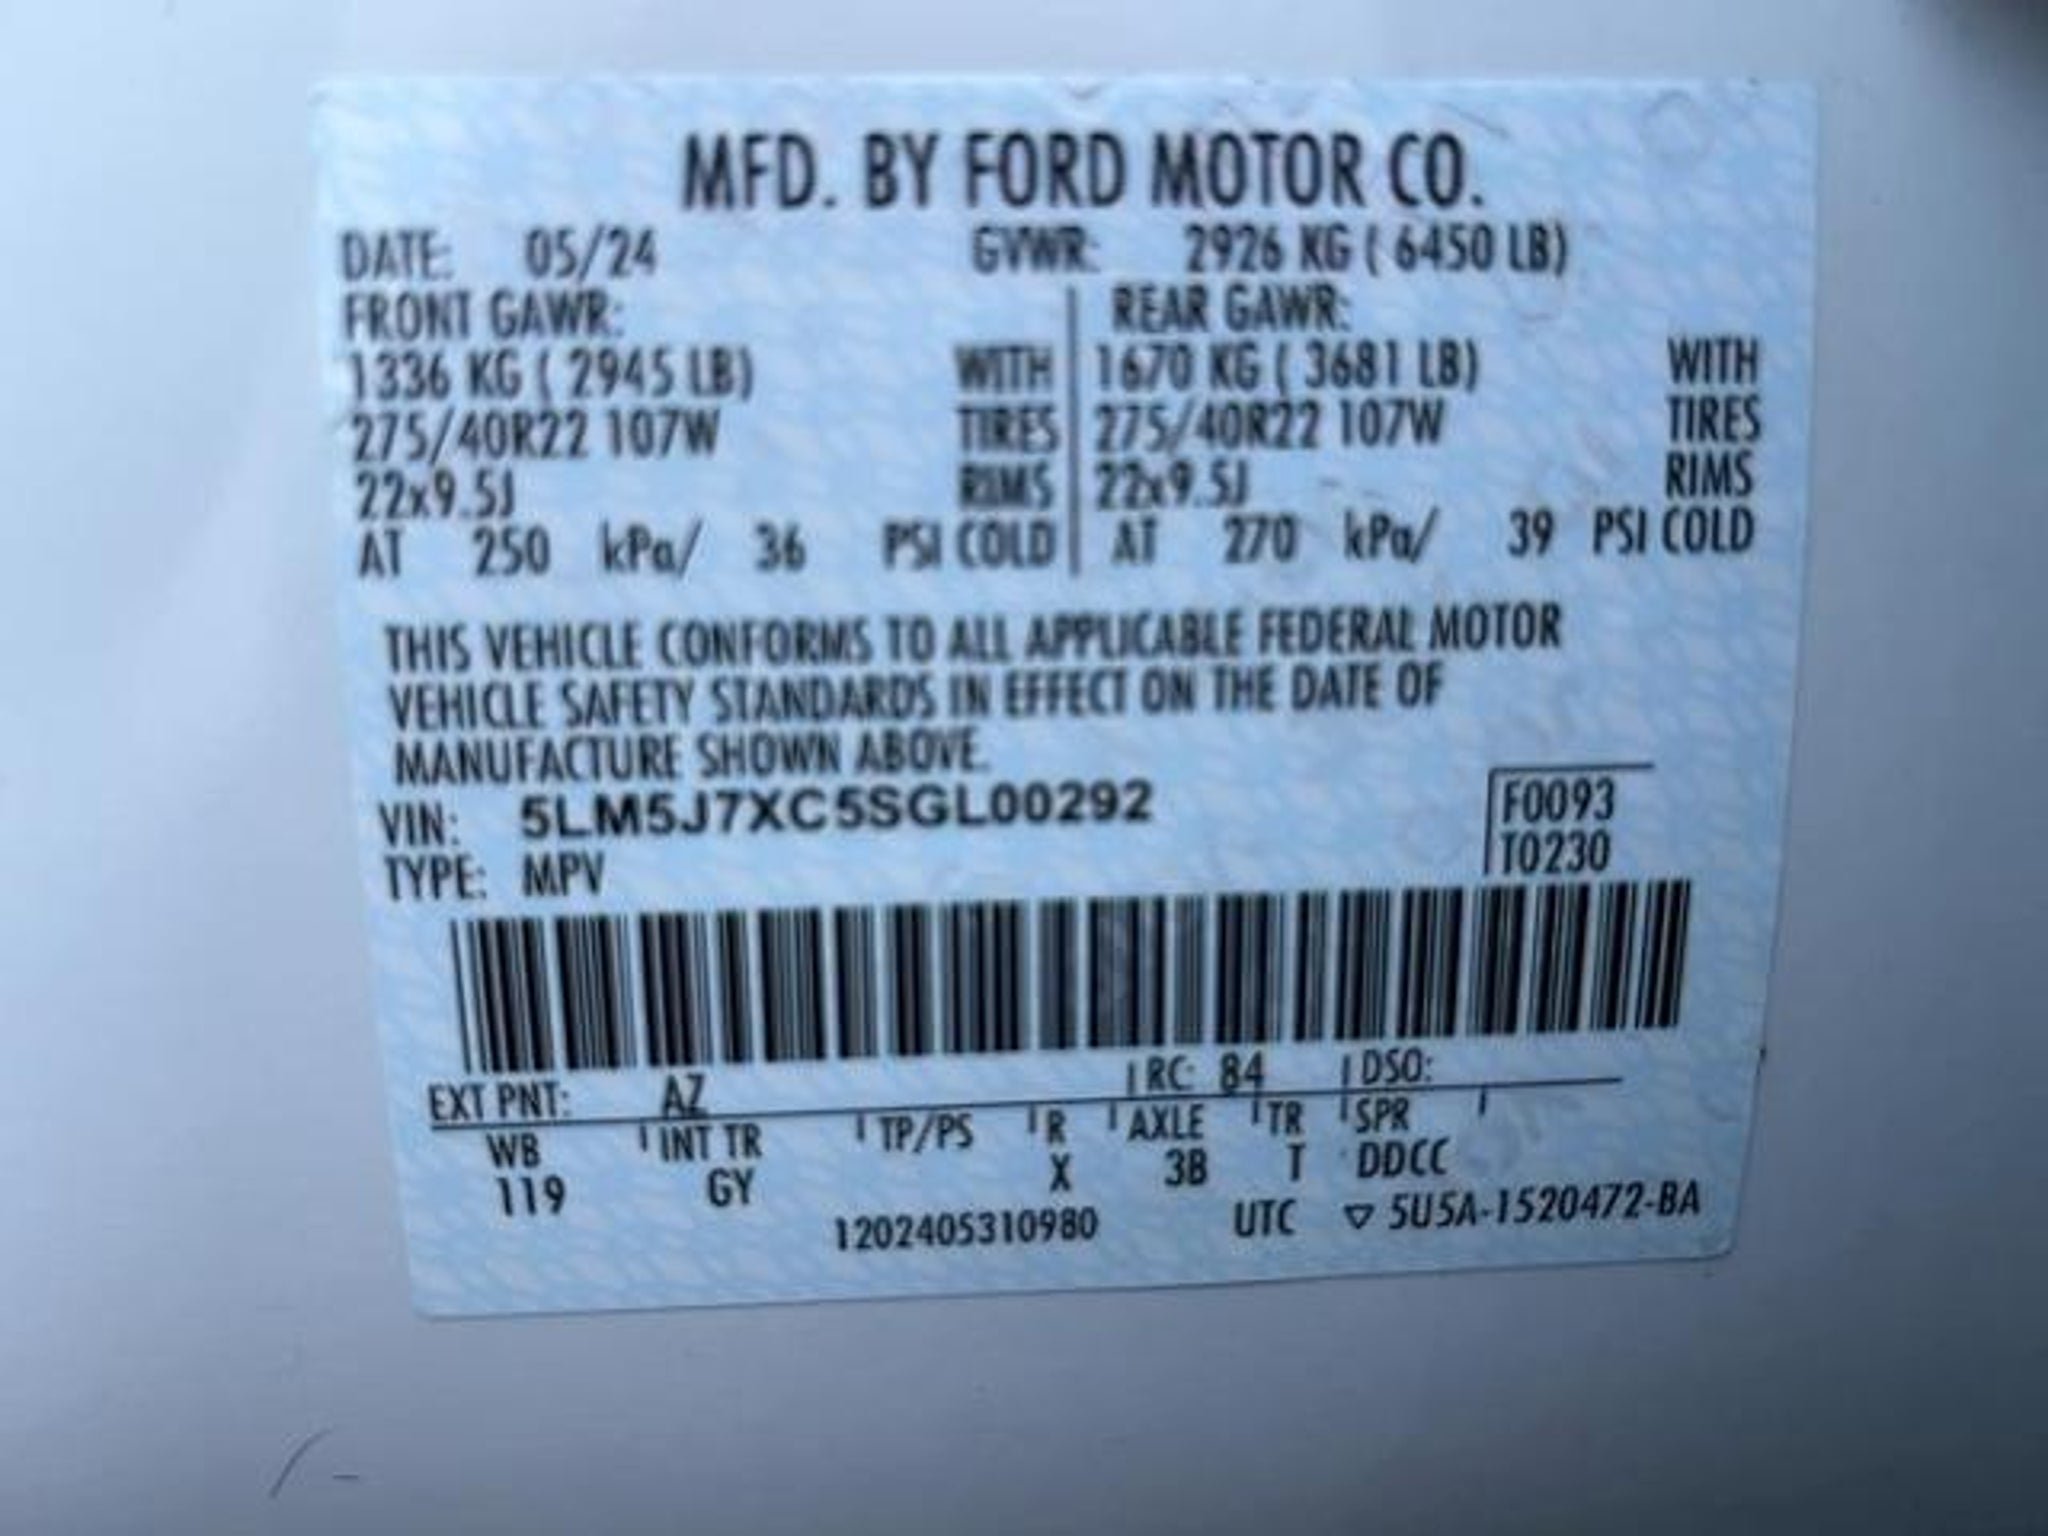 MFD. BY FORD MOTOR CO.
DATE: 05/24 GVWR: 2926 KG ( 6450 LB)
FRONT GAWR: REAR GAWR:
1336 KG ( 2945 LB) WITH 1670 KG ( 3681 LB) WITH
275/40R22 107W TIRES 275/40R22 107W TIRES
22x9.5J RIMS 22x9.5J RIMS
AT 250 kPa/ 36 PSI COLD AT 270 kPa/ 39 PSI COLD
THIS VEHICLE CONFORMS TO ALL APPLICABLE FEDERAL MOTOR
VEHICLE SAFETY STANDARDS IN EFFECT ON THE DATE OF
MANUFACTURE SHOWN ABOVE.
VIN: 5LM5J7XC5SGL00292 F0093
TYPE: MPV T0230
EXT PNT: AZ RC: 84 DSO:
WB INT TR TP/PS R AXLE TR SPR
119 GY X 3B T DDCC
1202405310980 UTC ▽ 5U5A-1520472-BA